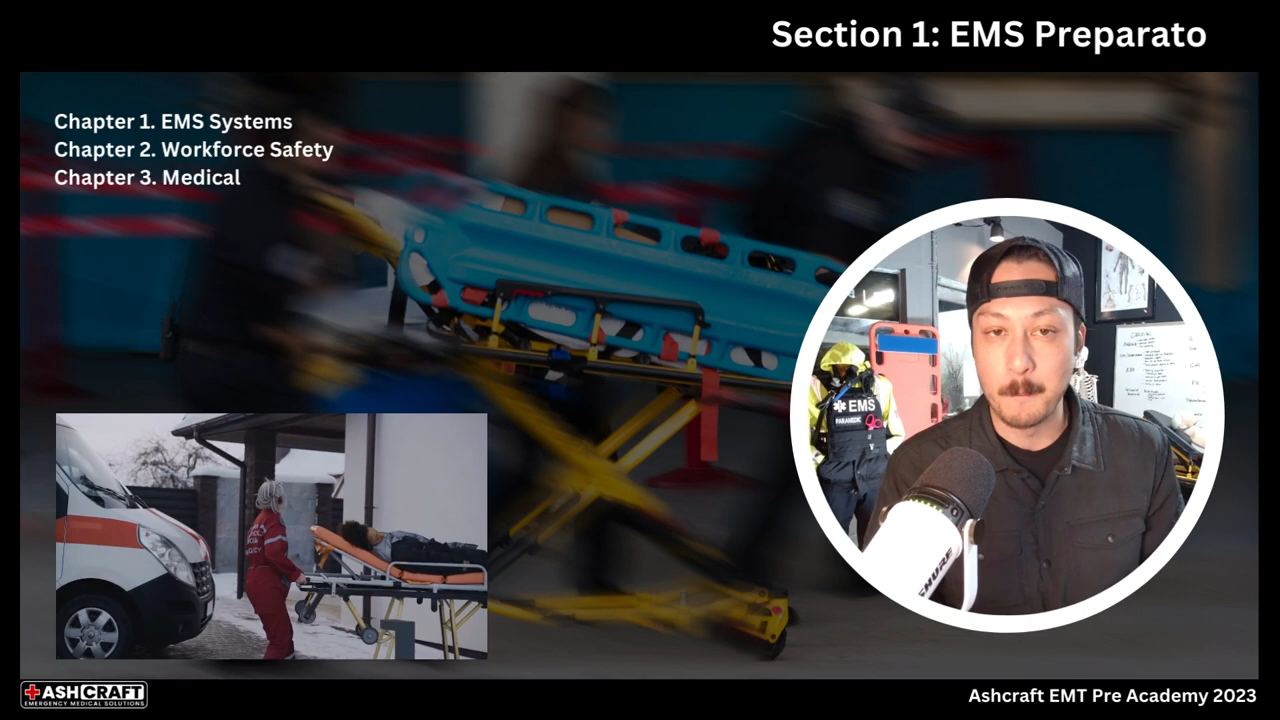 Section 1: EMS Preparato
Chapter 1. EMS Systems
Chapter 2. Workforce Safety
Chapter 3. Medical
EMS
PARAMEDIC
SHURE
ASHCRAFT
EMERGENCY MEDICAL SOLUTIONS
Ashcraft EMT Pre Academy 2023